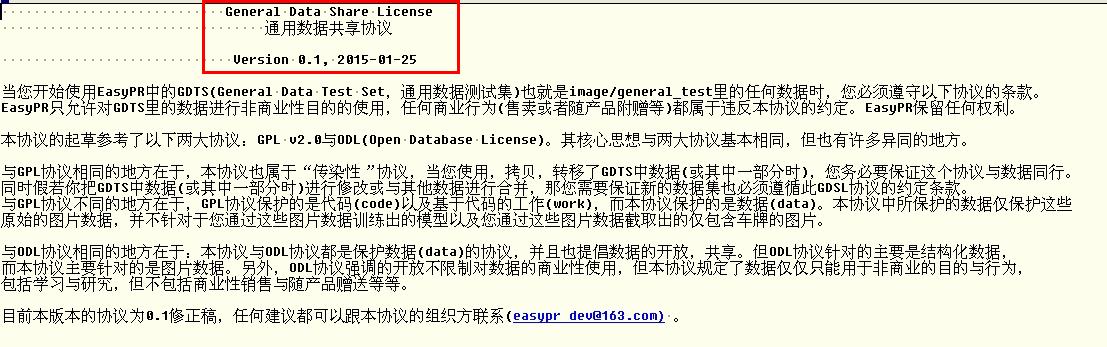 General Data Share License
通用数据共享协议
Version 0.1, 2015-01-25
当您开始使用EasyPR中的GDTS(General Data Test Set, 通用数据测试集)也就是image/general_test里的任何数据时, 您必须遵守以下协议的条款。
EasyPR只允许对GDTS里的数据进行非商业性目的的使用, 任何商业行为(售卖或者随产品附赠等)都属于违反本协议的约定。EasyPR保留任何权利。
本协议的起草参考了以下两大协议: GPL v2.0与ODL(Open Database License)。其核心思想与两大协议基本相同, 但也有许多异同的地方。
与GPL协议相同的地方在于, 本协议也属于“传染性”协议, 当您使用, 拷贝, 转移了GDTS中数据(或其中一部分时), 您务必要保证这个协议与数据同行。
同时假若你把GDTS中数据(或其中一部分时)进行修改或与其他数据进行合并, 那您需要保证新的数据集也必须遵循此GDSL协议的约定条款。
与GPL协议不同的地方在于, GPL协议保护的是代码(code)以及基于代码的工作(work), 而本协议保护的是数据(data)。本协议中所保护的数据仅保护这些
原始的图片数据, 并不针对于您通过这些图片数据训练出的模型以及您通过这些图片数据截取出的仅包含车牌的图片。
与ODL协议相同的地方在于: 本协议与ODL协议都是保护数据(data)的协议, 并且也提倡数据的开放, 共享。但ODL协议针对的主要是结构化数据,
而本协议主要针对的是图片数据。另外, ODL协议强调的开放不限制对数据的商业性使用, 但本协议规定了数据仅仅只能用于非商业的目的与行为,
包括学习与研究, 但不包括商业性销售与随产品赠送等等。
目前本版本的协议为0.1修正稿, 任何建议都可以跟本协议的组织方联系(easypr_dev@163.com) 。